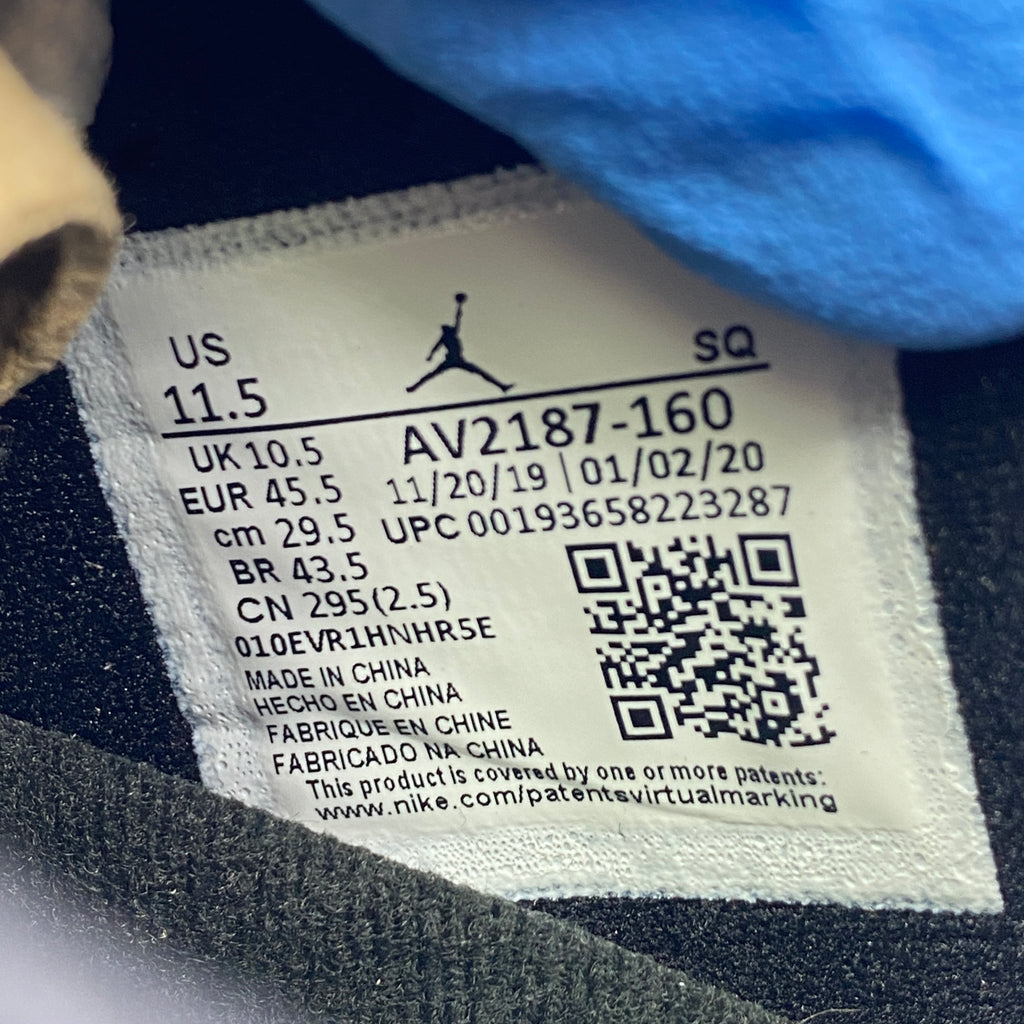 US SQ
11.5
UK 10.5 AV2187-160
EUR 45.5 11/20/19 | 01/02/20
cm 29.5 UPC 00193658223287
BR 43.5
CN 295(2.5)
010EVR1HNHR5E
MADE IN CHINA
HECHO EN CHINA
FABRIQUE EN CHINE
FABRICADO NA CHINA
This product is covered by one or more patents:
www.nike.com/patentsvirtualmarking